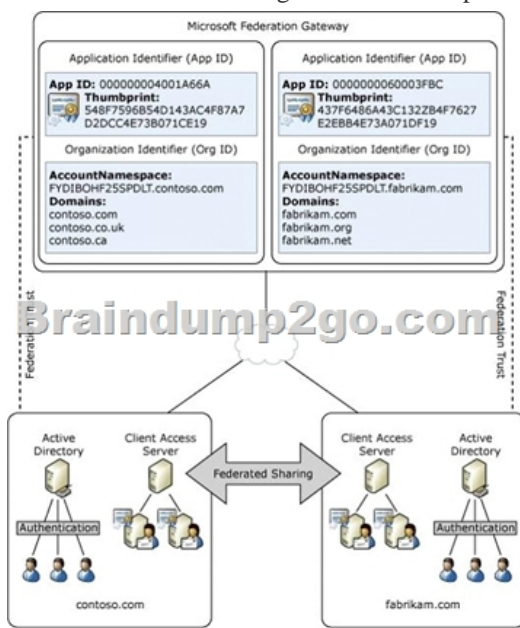 Microsoft Federation Gateway
Application Identifier (App ID)
App ID: 000000004001A66A
Thumbprint:
548F7596B54D143AC4F87A7
D2DCC4E73B071CE19
Organization Identifier (Org ID)
AccountNamespace:
FYDIBOHF25SPDLT.contoso.com
Domains:
contoso.com
contoso.co.uk
contoso.ca
Application Identifier (App ID)
App ID: 0000000060003FBC
Thumbprint:
437F6486A43C132ZB4F7627
E2EBB4E73A071DF19
Organization Identifier (Org ID)
AccountNamespace:
FYDIBOHF25SPDLT.fabrikam.com
Domains:
fabrikam.com
fabrikam.org
fabrikam.net
Braindump2go.com
Federation Trust
Federation Trust
Active
Directory
Client Access
Server
Authentication
contoso.com
Federated Sharing
Client Access
Server
Active
Directory
Authentication
fabrikam.com